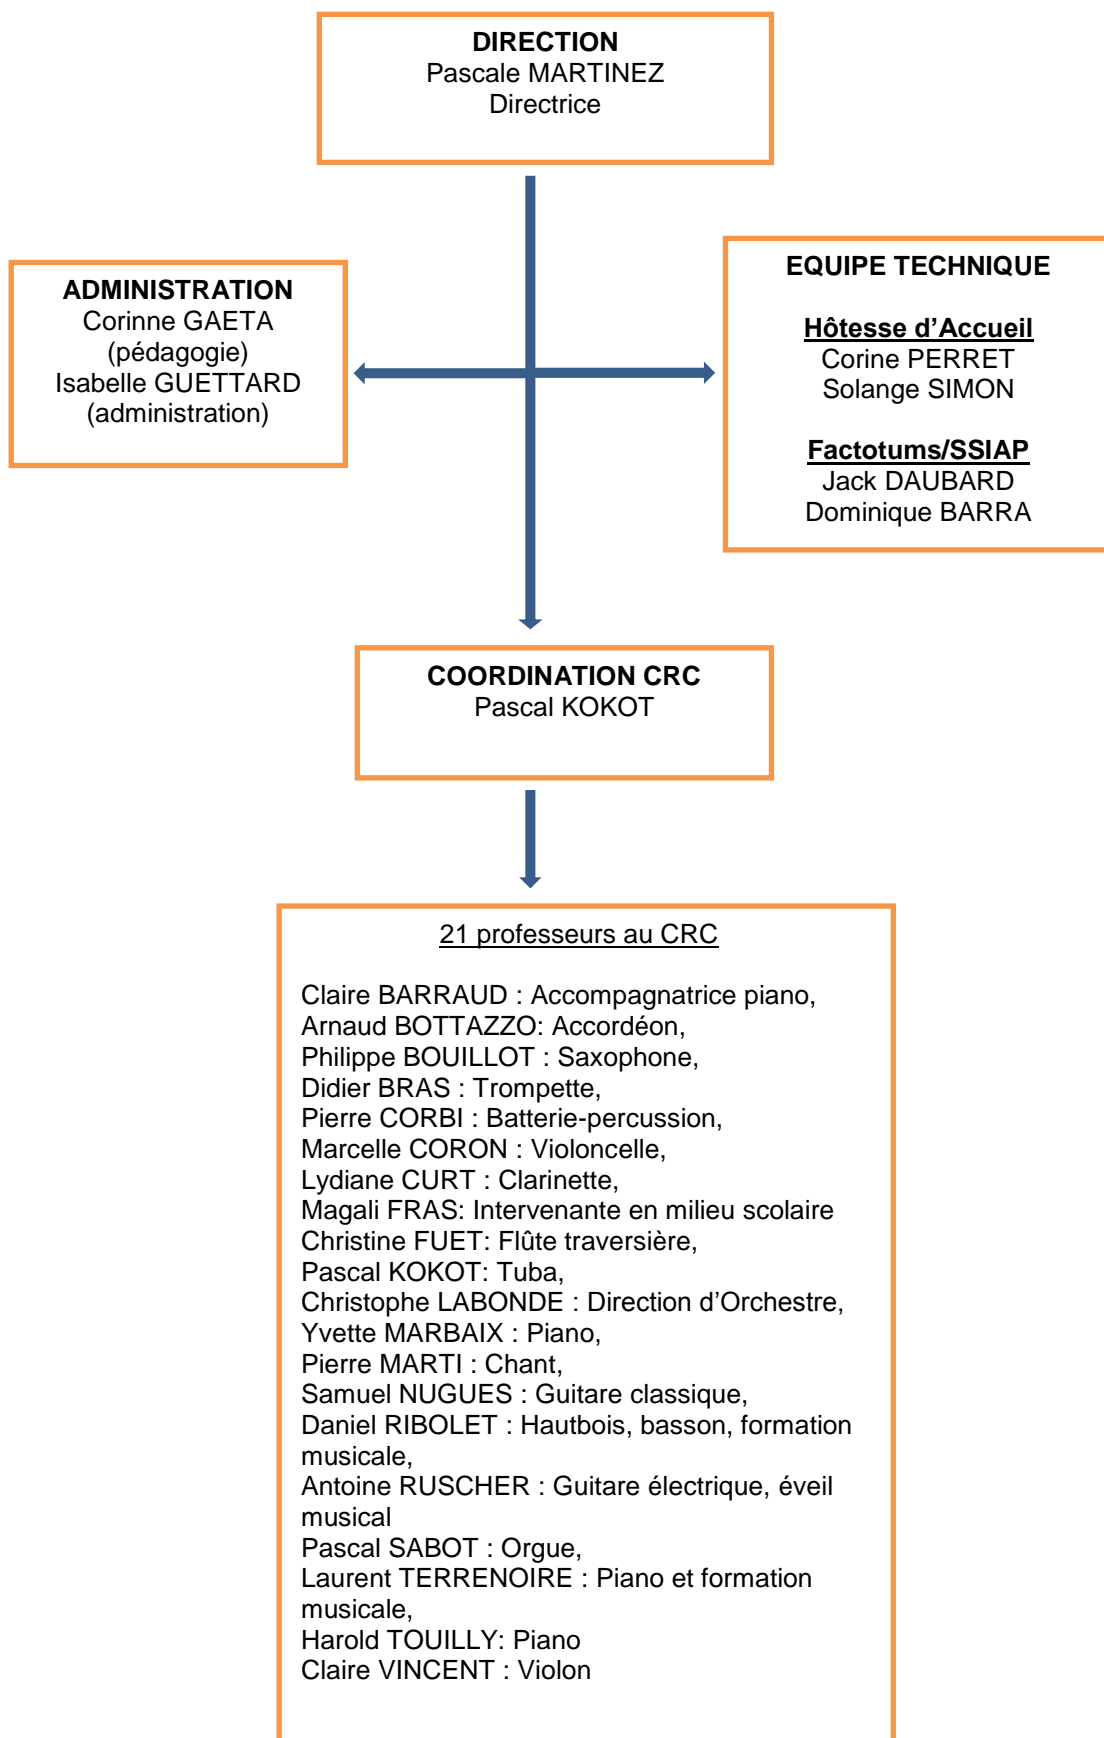 DIRECTION
Pascale MARTINEZ
Directrice
ADMINISTRATION
Corinne GAETA
(pédagogie)
Isabelle GUETTARD
(administration)
EQUIPE TECHNIQUE
Hôtesse d’Accueil
Corine PERRET
Solange SIMON
Factotums/SSIAP
Jack DAUBARD
Dominique BARRA
COORDINATION CRC
Pascal KOKOT
21 professeurs au CRC
Claire BARRAUD : Accompagnatrice piano,
Arnaud BOTTAZZO: Accordéon,
Philippe BOUILLOT : Saxophone,
Didier BRAS : Trompette,
Pierre CORBI : Batterie-percussion,
Marcelle CORON : Violoncelle,
Lydiane CURT : Clarinette,
Magali FRAS: Intervenante en milieu scolaire
Christine FUET: Flûte traversière,
Pascal KOKOT: Tuba,
Christophe LABONDE : Direction d’Orchestre,
Yvette MARBAIX : Piano,
Pierre MARTI : Chant,
Samuel NUGUES : Guitare classique,
Daniel RIBOLET : Hautbois, basson, formation
musicale,
Antoine RUSCHER : Guitare électrique, éveil
musical
Pascal SABOT : Orgue,
Laurent TERRENOIRE : Piano et formation
musicale,
Harold TOUILLY: Piano
Claire VINCENT : Violon